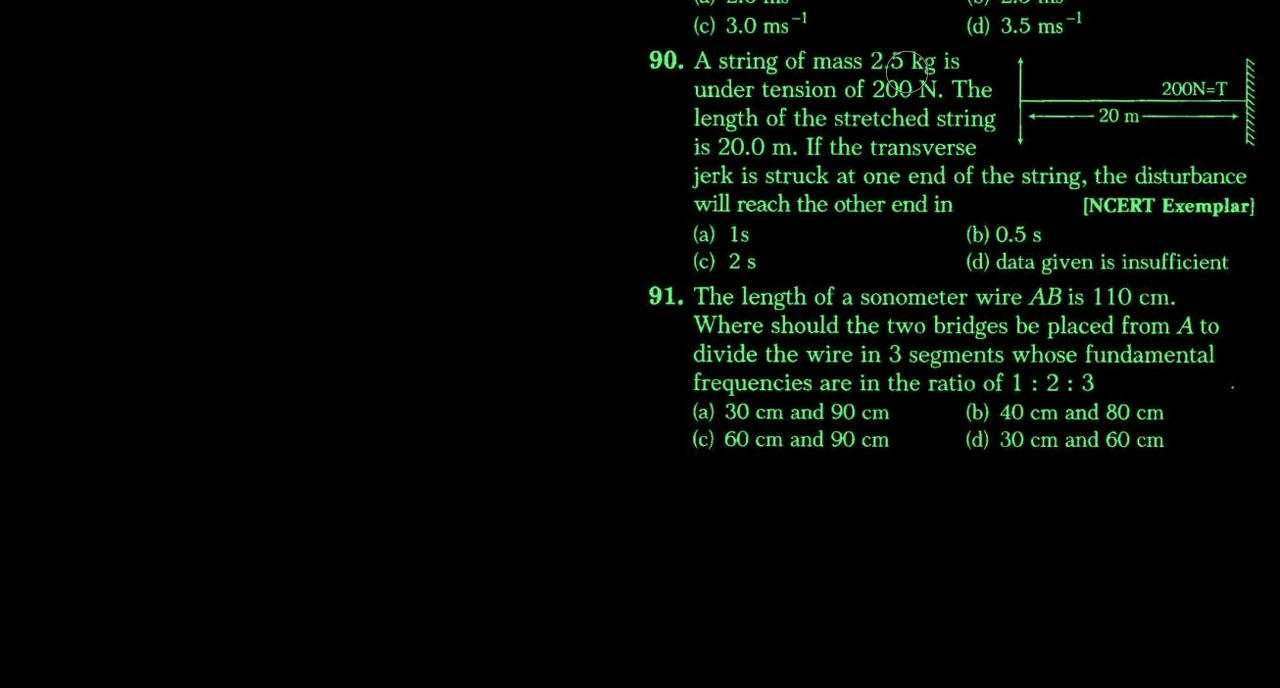 (c) 3.0 ms⁻¹ (d) 3.5 ms⁻¹
90. A string of mass 2.5 kg is
under tension of 200 N. The
length of the stretched string
is 20.0 m. If the transverse
200N=T
20 m
jerk is struck at one end of the string, the disturbance
will reach the other end in [NCERT Exemplar]
(a) 1s (b) 0.5 s
(c) 2 s (d) data given is insufficient
91. The length of a sonometer wire AB is 110 cm.
Where should the two bridges be placed from A to
divide the wire in 3 segments whose fundamental
frequencies are in the ratio of 1 : 2 : 3
(a) 30 cm and 90 cm (b) 40 cm and 80 cm
(c) 60 cm and 90 cm (d) 30 cm and 60 cm